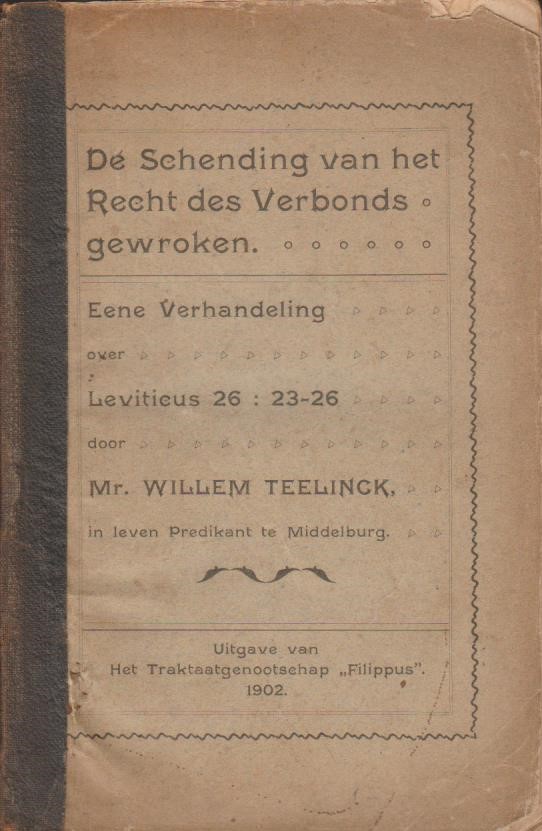 De Schending van het
Recht des Verbonds
gewroken.
Eene Verhandeling
over
Leviticus 26 : 23-26
door
Mr. WILLEM TEELINCK,
in leven Predikant te Middelburg.
Uitgave van
Het Traktaatgenootschap „Filippus”.
1902.